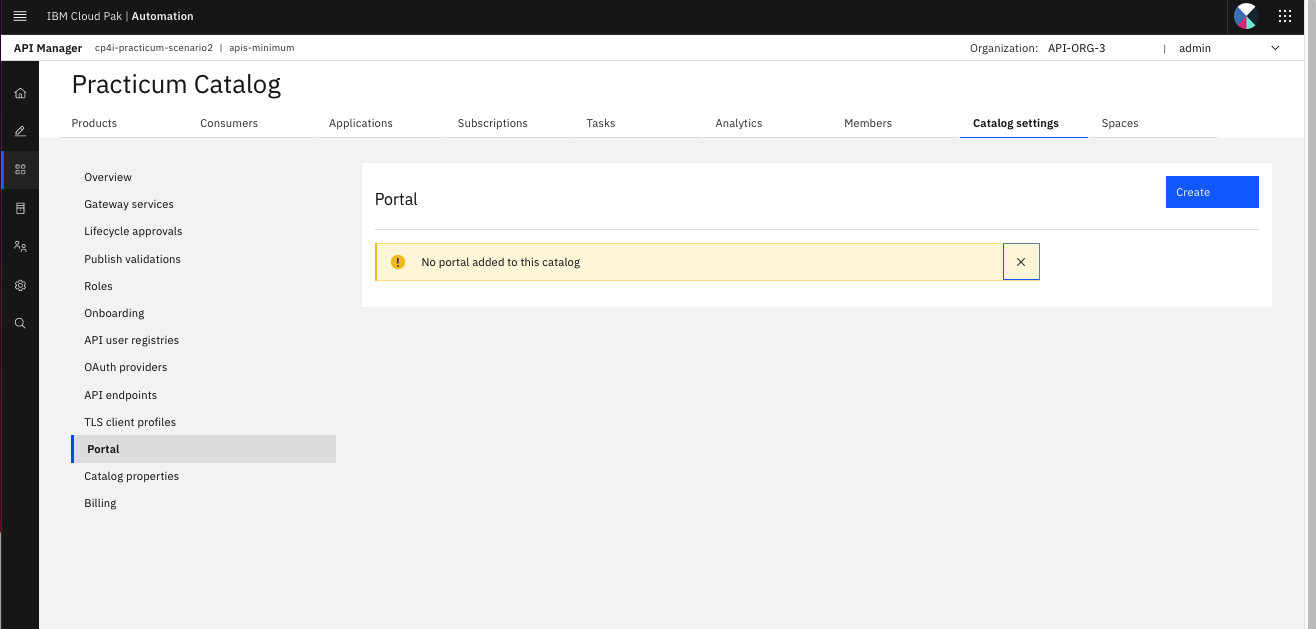 IBM Cloud Pak | Automation
API Manager cp4i-practicum-scenario2 | apis-minimum Organization: API-ORG-3 | admin
Practicum Catalog
Products Consumers Applications Subscriptions Tasks Analytics Members Catalog settings Spaces
Overview
Gateway services
Lifecycle approvals
Publish validations
Roles
Onboarding
API user registries
OAuth providers
API endpoints
TLS client profiles
Portal
Catalog properties
Billing
Portal
Create
No portal added to this catalog